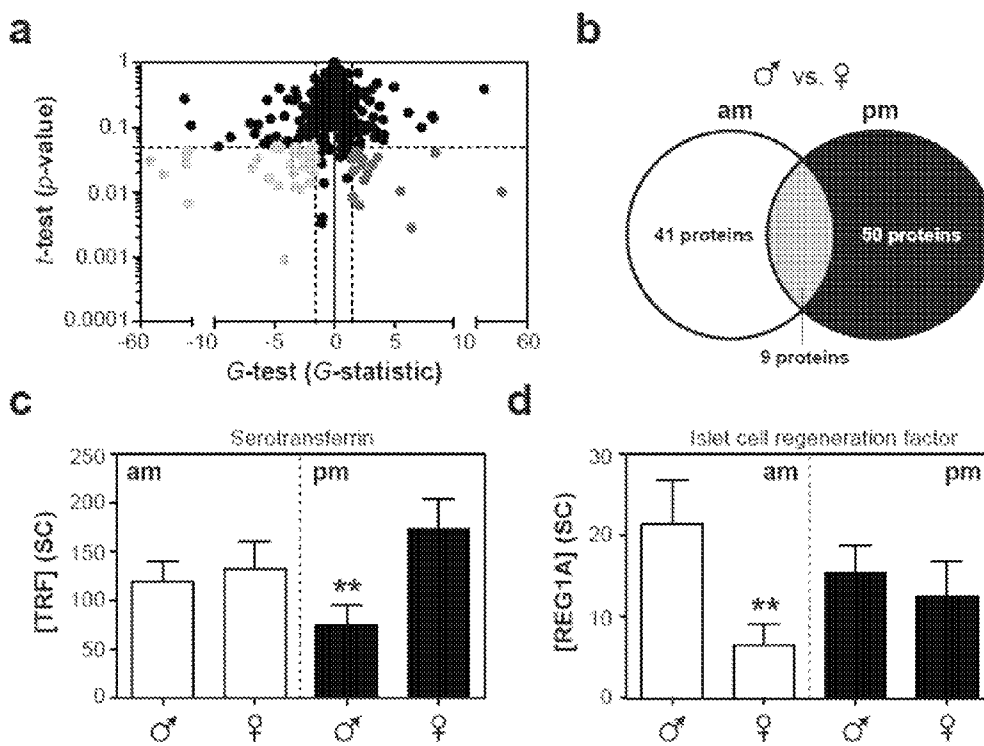 a
1
0.1
0.01
0.001
0.0001
t-test (p-value)
-60 -10 -5 0 5 10 60
G-test (G-statistic)
b
♂ vs. ♀
am pm
41 proteins 50 proteins
9 proteins
c
Serotransferrin
am pm
250
200
150
100
50
0
[TRF] (SC)
**
♂ ♀ ♂ ♀
d
Islet cell regeneration factor
am pm
30
20
10
0
[REG1A] (SC)
**
♂ ♀ ♂ ♀